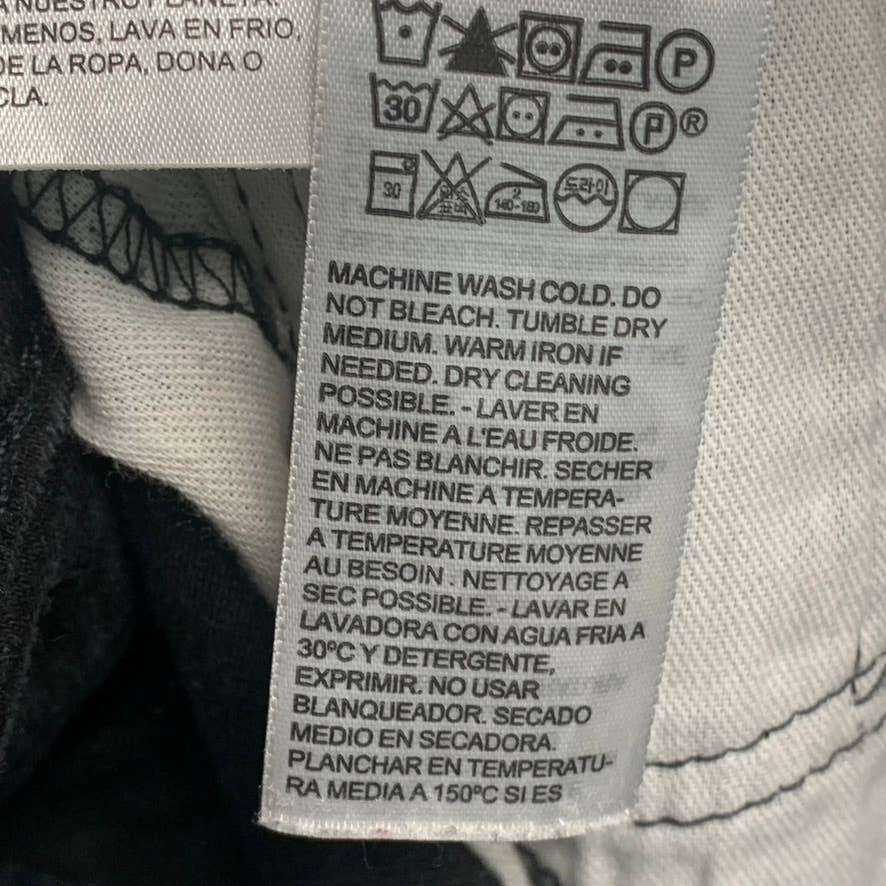 A NUESTRO PLANETA.
MENOS, LAVA EN FRIO,
DE LA ROPA, DONA O
CLA.
P
30 P ®
30 2 140-160 드라이
MACHINE WASH COLD. DO
NOT BLEACH. TUMBLE DRY
MEDIUM. WARM IRON IF
NEEDED. DRY CLEANING
POSSIBLE. - LAVER EN
MACHINE A L'EAU FROIDE.
NE PAS BLANCHIR. SECHER
EN MACHINE A TEMPERA-
TURE MOYENNE. REPASSER
A TEMPERATURE MOYENNE
AU BESOIN . NETTOYAGE A
SEC POSSIBLE. - LAVAR EN
LAVADORA CON AGUA FRIA A
30ºC Y DETERGENTE,
EXPRIMIR. NO USAR
BLANQUEADOR. SECADO
MEDIO EN SECADORA.
PLANCHAR EN TEMPERATU-
RA MEDIA A 150ºC SI ES